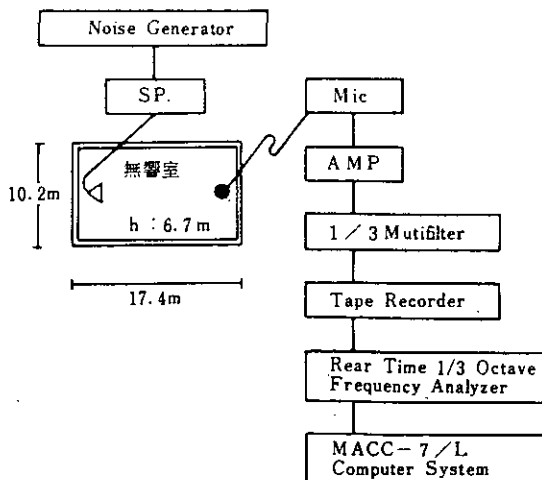 Noise Generator
SP.
Mic
無響室
10.2m
AMP
h : 6.7m
1／3 Mutifilter
17.4m
Tape Recorder
Rear Time 1/3 Octave
Frequency Analyzer
MACC-7／L
Computer System